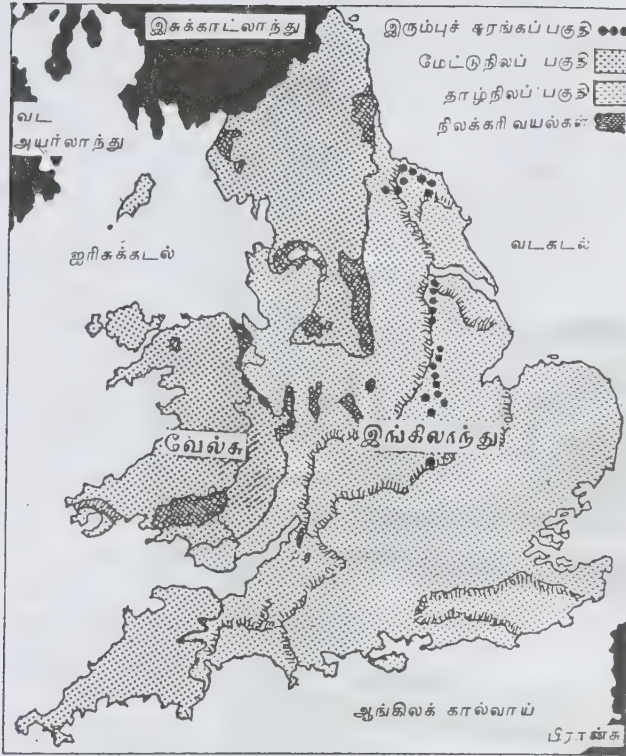 இசுக்காட்லாந்து
இரும்புச் சுரங்கப் பகுதி
மேட்டுநிலப் பகுதி
தாழ்நிலப் பகுதி
நிலக்கரி வயல்கள்
வட
அயர்லாந்து
ஐரிசுக்கடல்
வடகடல்
வேல்சு
இங்கிலாந்து
ஆங்கிலக் கால்வாய்
பிரான்சு